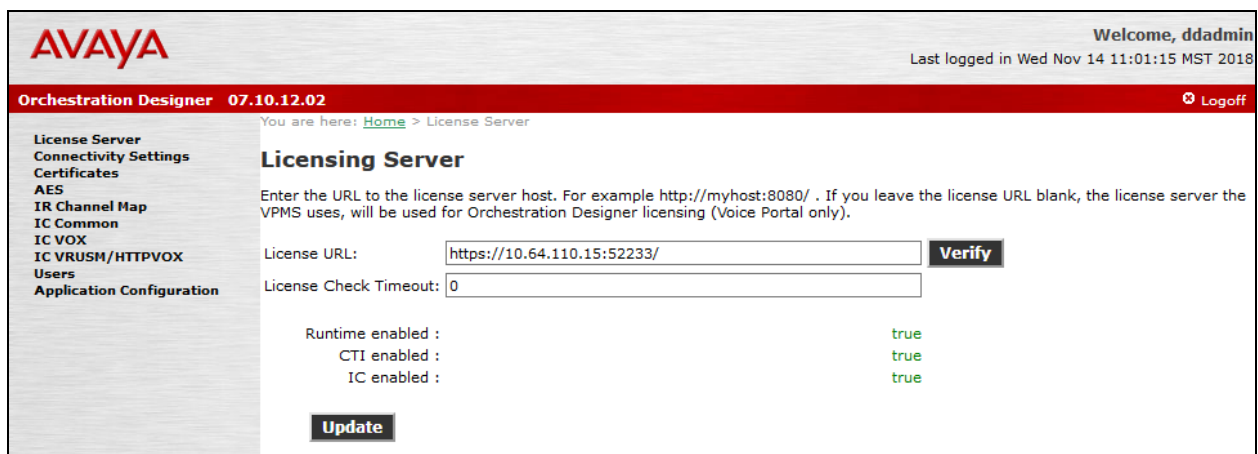 AVAYA
Welcome, ddadmin
Last logged in Wed Nov 14 11:01:15 MST 2018
Orchestration Designer 07.10.12.02
Logoff
You are here: Home > License Server
License Server
Connectivity Settings
Certificates
AES
IR Channel Map
IC Common
IC VOX
IC VRUSM/HTTPVOX
Users
Application Configuration
Licensing Server
Enter the URL to the license server host. For example http://myhost:8080/ . If you leave the license URL blank, the license server the
VPMS uses, will be used for Orchestration Designer licensing (Voice Portal only).
License URL: https://10.64.110.15:52233/ Verify
License Check Timeout: 0
Runtime enabled : true
CTI enabled : true
IC enabled : true
Update